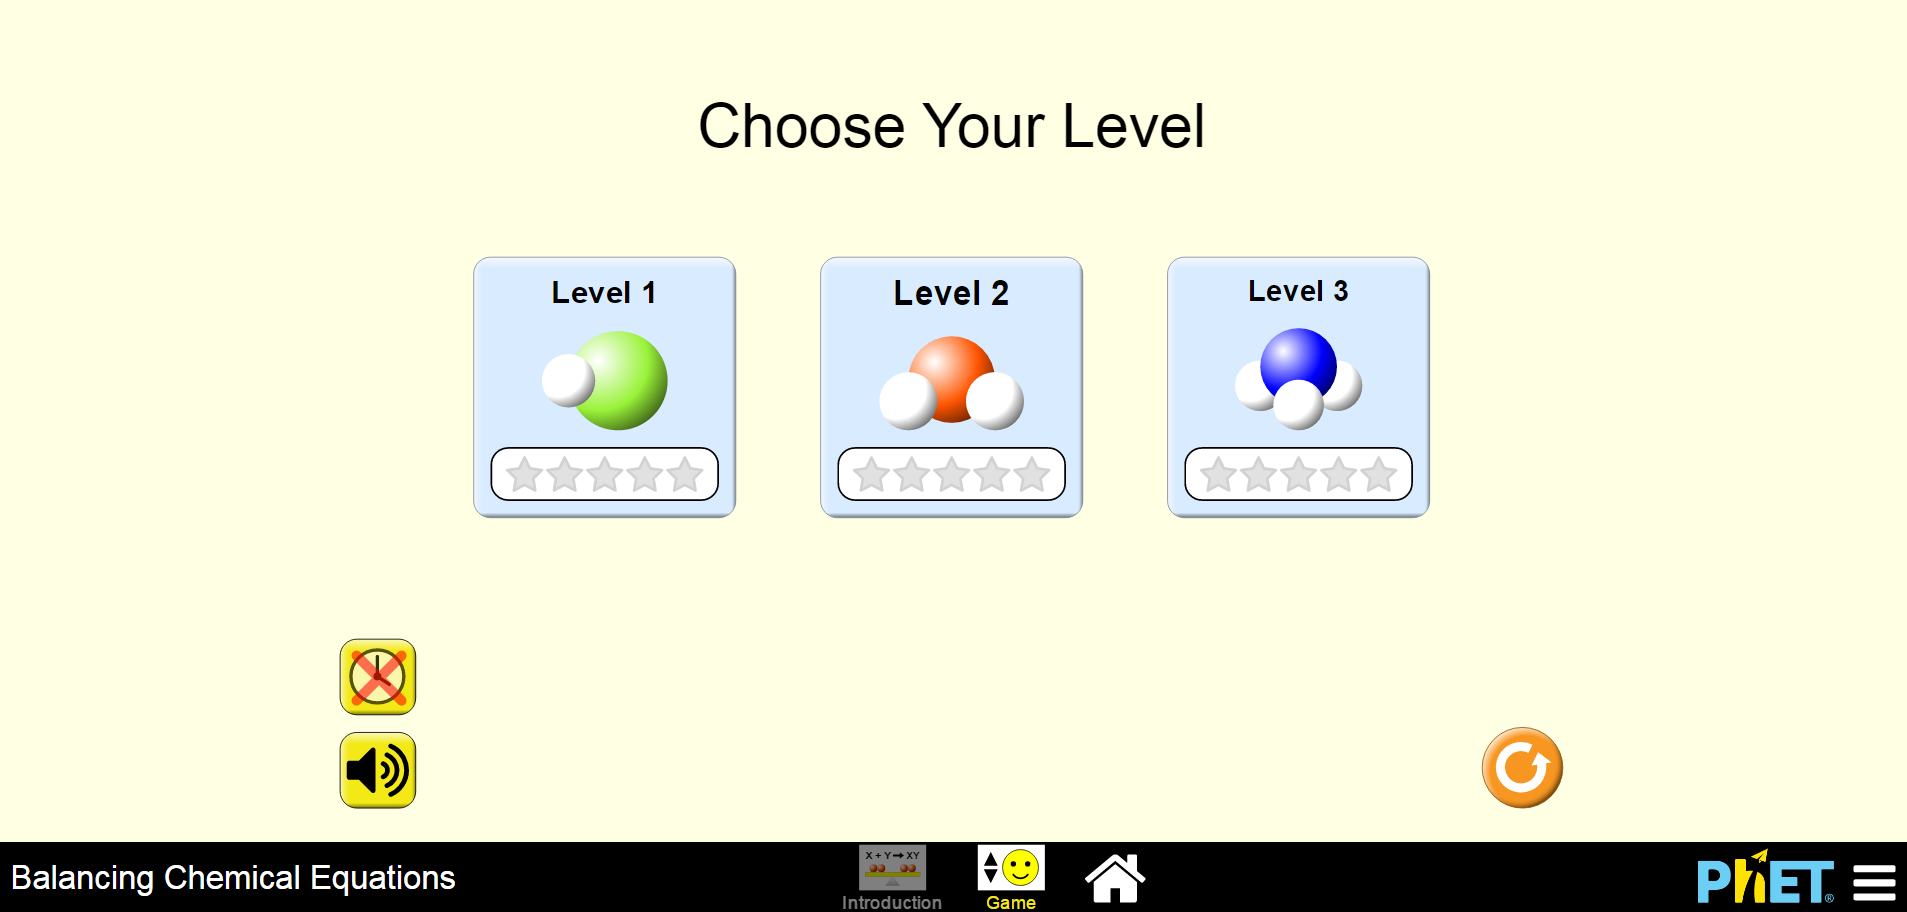 Choose Your Level
Level 1
Level 2
Level 3
Balancing Chemical Equations
X + Y → XY
Introduction
Game
PhET®